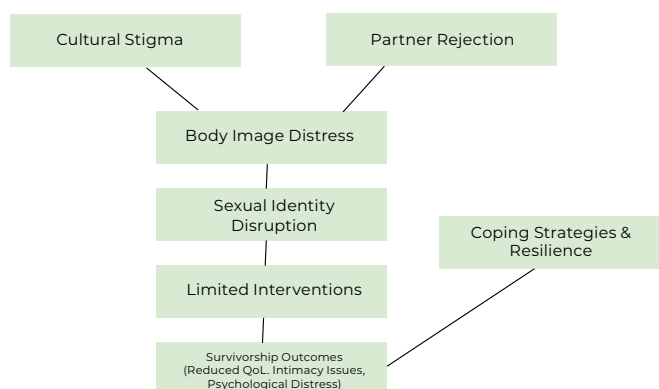 Cultural Stigma
Partner Rejection
Body Image Distress
Sexual Identity
Disruption
Coping Strategies &
Resilience
Limited Interventions
Survivorship Outcomes
(Reduced QoL. Intimacy Issues,
Psychological Distress)